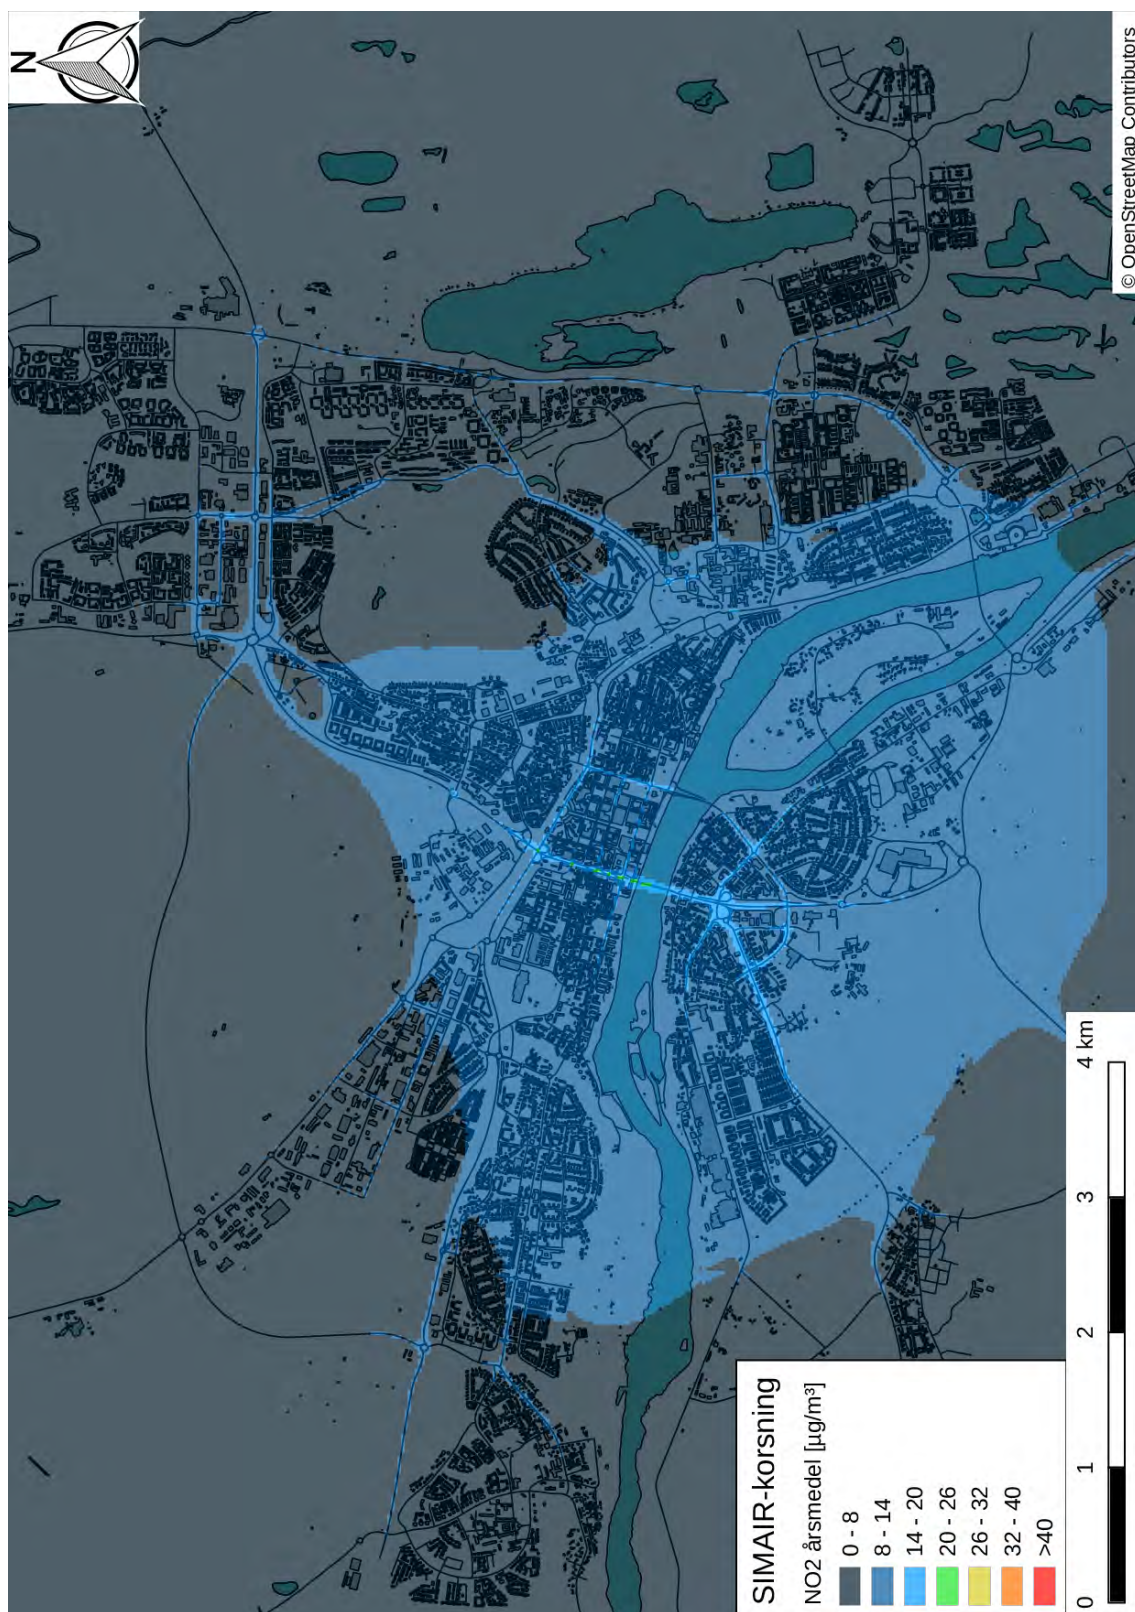 N
© OpenStreetMap Contributors
SIMAIR-korsning
NO2 årsmedel [µg/m³]
0 - 8
8 - 14
14 - 20
20 - 26
26 - 32
32 - 40
>40
0 1 2 3 4 km